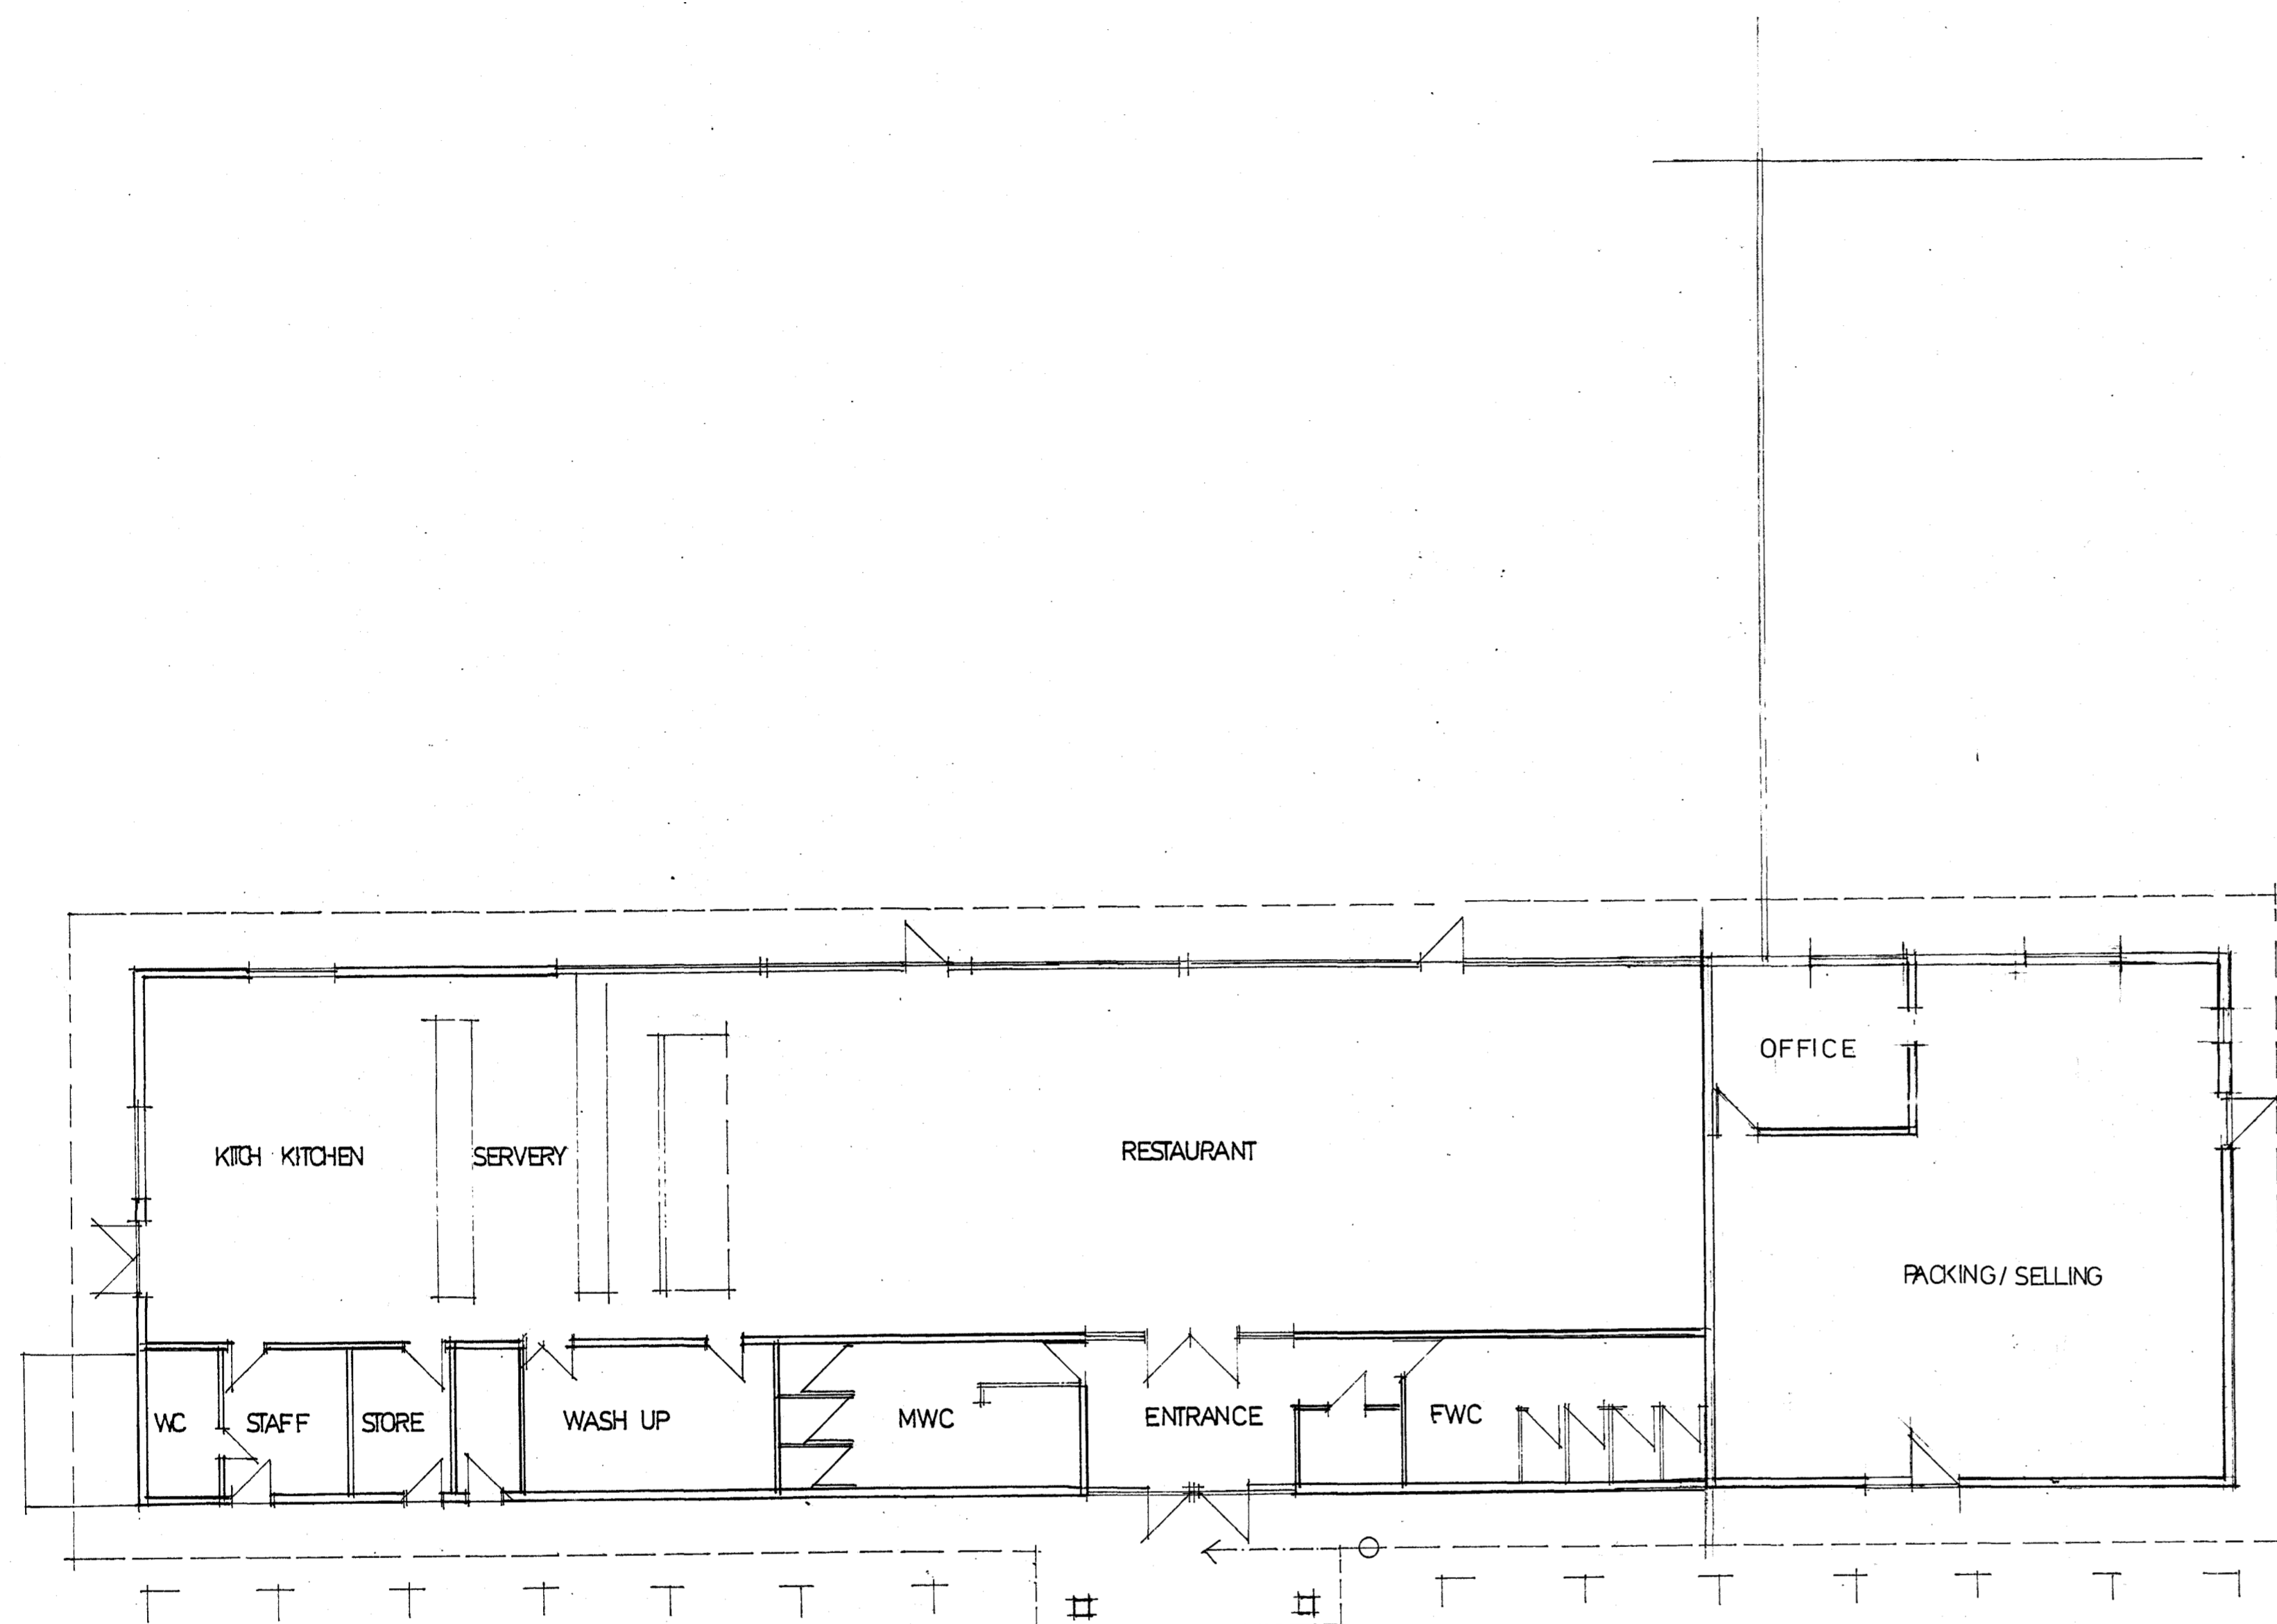 OFFICE
KITCH KITCHEN
SERVERY
RESTAURANT
PACKING / SELLING
WC
STAFF
STORE
WASH UP
MWC
ENTRANCE
FWC